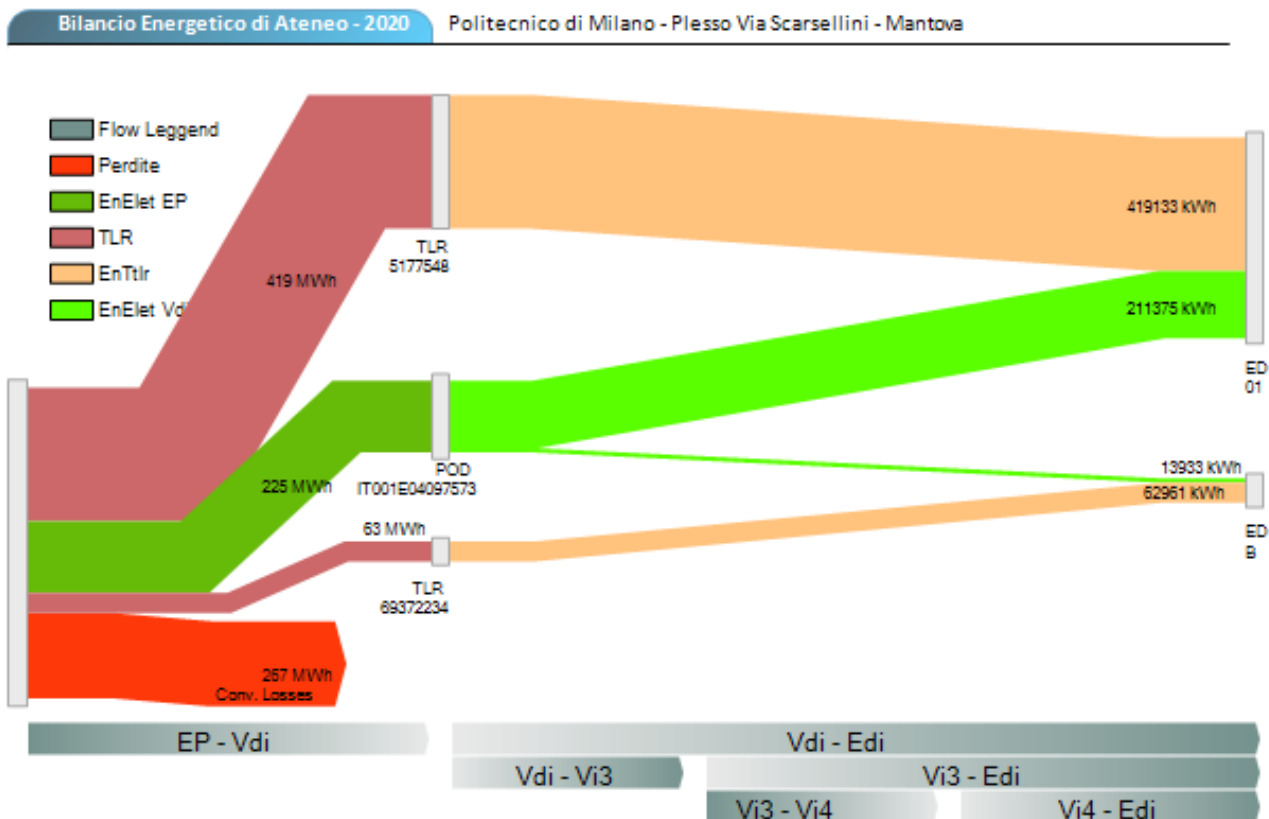 Bilancio Energetico di Ateneo - 2020
Politecnico di Milano - Plesso Via Scarsellini - Mantova
Flow Leggend
Perdite
EnElet EP
TLR
EnTtlr
EnElet Vd
419 MWh
TLR
5177548
419133 kWh
211375 kWh
ED
01
225 MWh
POD
IT001E04097573
13933 kWh
62961 kWh
ED
B
63 MWh
TLR
69372234
267 MWh
Conv. Losses
EP - Vdi
Vdi - Edi
Vdi - Vi3
Vi3 - Edi
Vi3 - Vi4
Vi4 - Edi